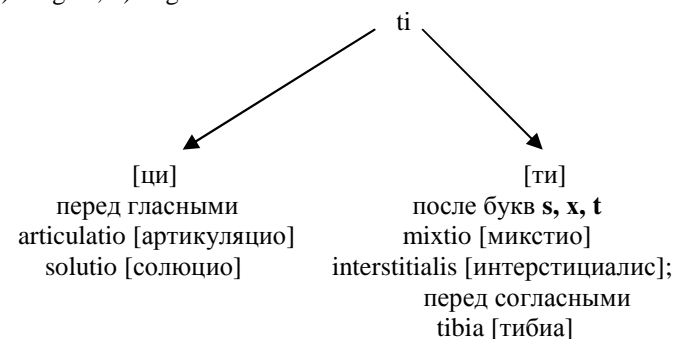 ti
[ци]
перед гласными
articulatio [артикуляцио]
solutio [солюцио]
[ти]
после букв s, x, t
mixtio [микстио]
interstitialis [интерстициалис];
перед согласными
tibia [тибиа]